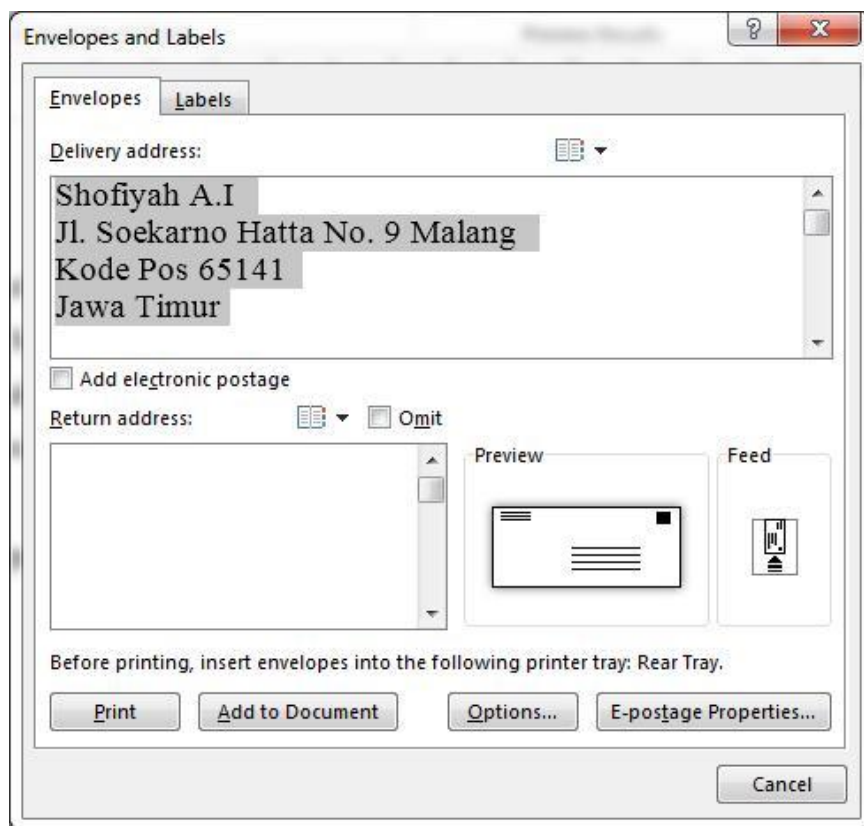 Envelopes and Labels
Envelopes Labels
Delivery address:
Shofiyah A.I
Jl. Soekarno Hatta No. 9 Malang
Kode Pos 65141
Jawa Timur
Add electronic postage
Return address: Omit
Preview Feed
Before printing, insert envelopes into the following printer tray: Rear Tray.
Print Add to Document Options... E-postage Properties...
Cancel